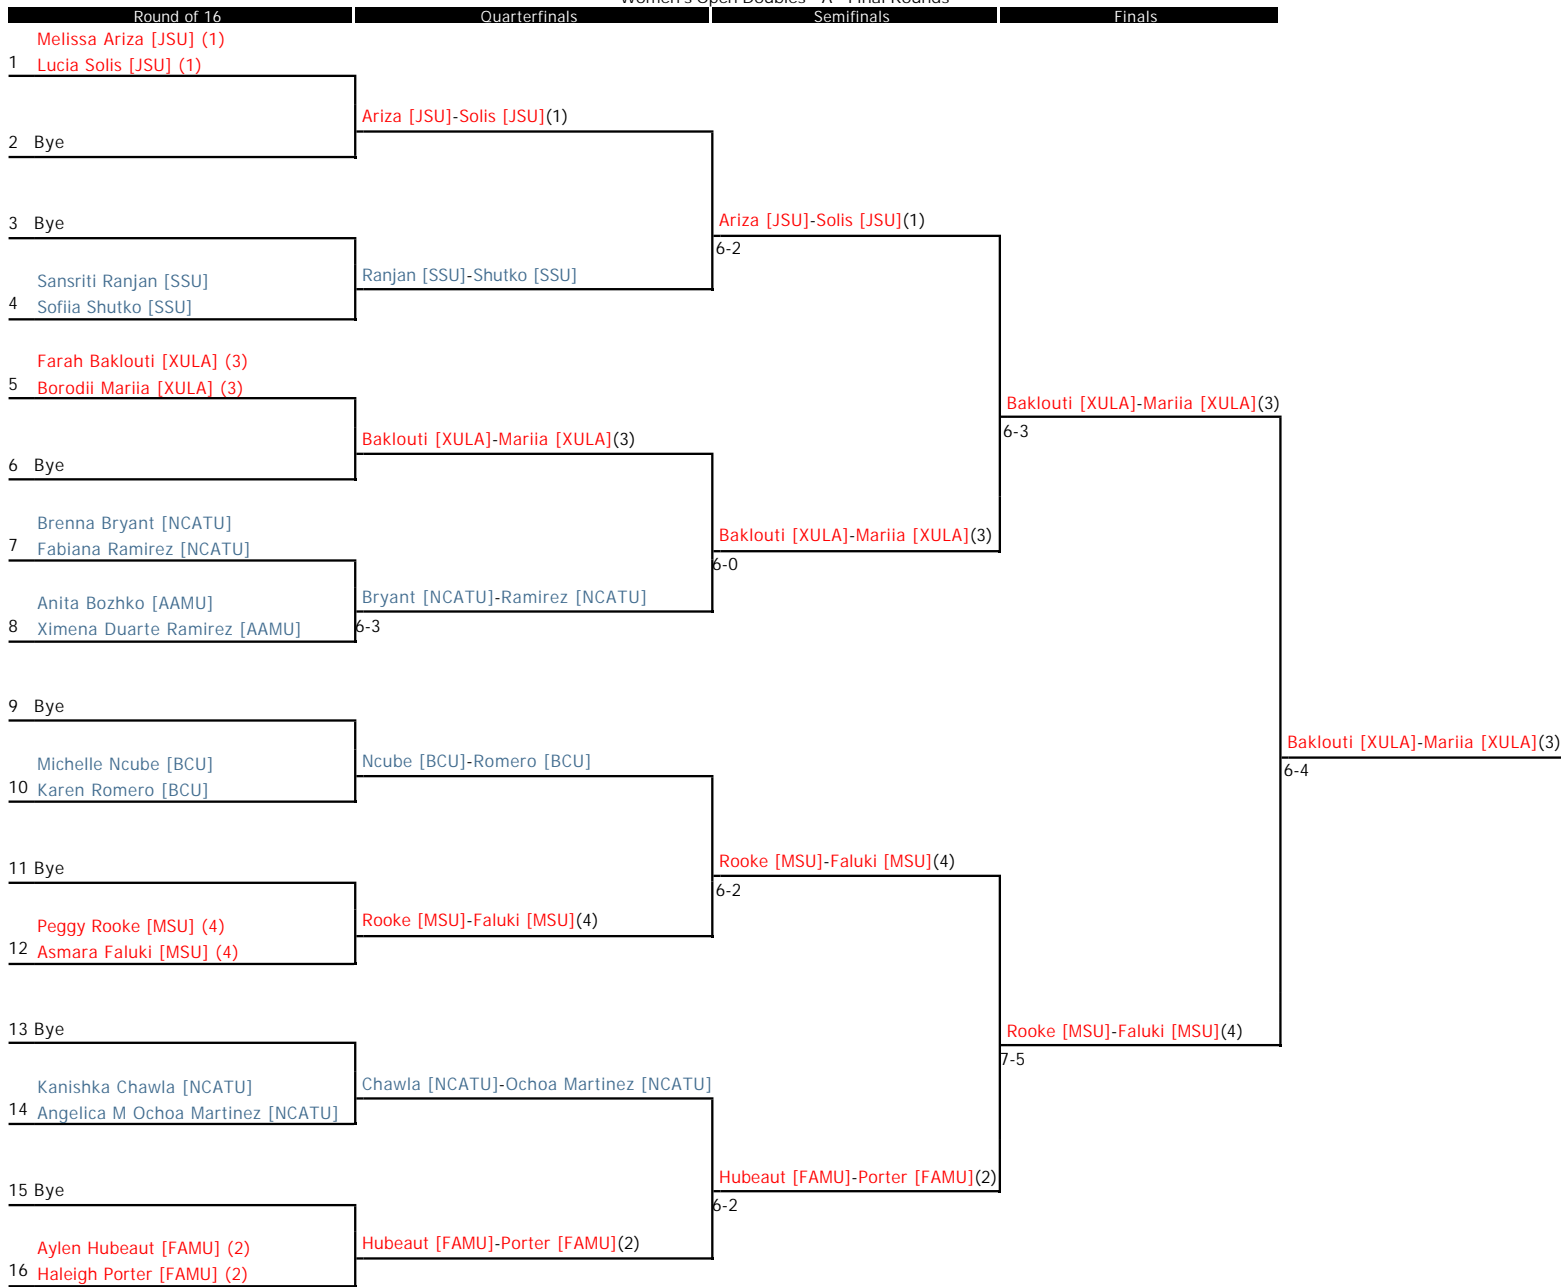 Women's Open Doubles - A - Final Rounds
Round of 16
Quarterfinals
Semifinals
Finals
Melissa Ariza [JSU] (1)
1 Lucia Solis [JSU] (1)
Ariza [JSU]-Solis [JSU](1)
2 Bye
3 Bye
Ariza [JSU]-Solis [JSU](1)
6-2
Sansriti Ranjan [SSU]
Ranjan [SSU]-Shutko [SSU]
4 Sofiia Shutko [SSU]
Farah Baklouti [XULA] (3)
5 Borodii Mariia [XULA] (3)
Baklouti [XULA]-Mariia [XULA](3)
6-3
Baklouti [XULA]-Mariia [XULA](3)
6 Bye
Brenna Bryant [NCATU]
7 Fabiana Ramirez [NCATU]
Baklouti [XULA]-Mariia [XULA](3)
6-0
Anita Bozhko [AAMU]
Bryant [NCATU]-Ramirez [NCATU]
8 Ximena Duarte Ramirez [AAMU]
6-3
9 Bye
Baklouti [XULA]-Mariia [XULA](3)
6-4
Michelle Ncube [BCU]
Ncube [BCU]-Romero [BCU]
10 Karen Romero [BCU]
11 Bye
Rooke [MSU]-Faluki [MSU](4)
6-2
Peggy Rooke [MSU] (4)
Rooke [MSU]-Faluki [MSU](4)
12 Asmara Faluki [MSU] (4)
13 Bye
Rooke [MSU]-Faluki [MSU](4)
7-5
Kanishka Chawla [NCATU]
Chawla [NCATU]-Ochoa Martinez [NCATU]
14 Angelica M Ochoa Martinez [NCATU]
15 Bye
Hubeaut [FAMU]-Porter [FAMU](2)
6-2
Aylen Hubeaut [FAMU] (2)
Hubeaut [FAMU]-Porter [FAMU](2)
16 Haleigh Porter [FAMU] (2)